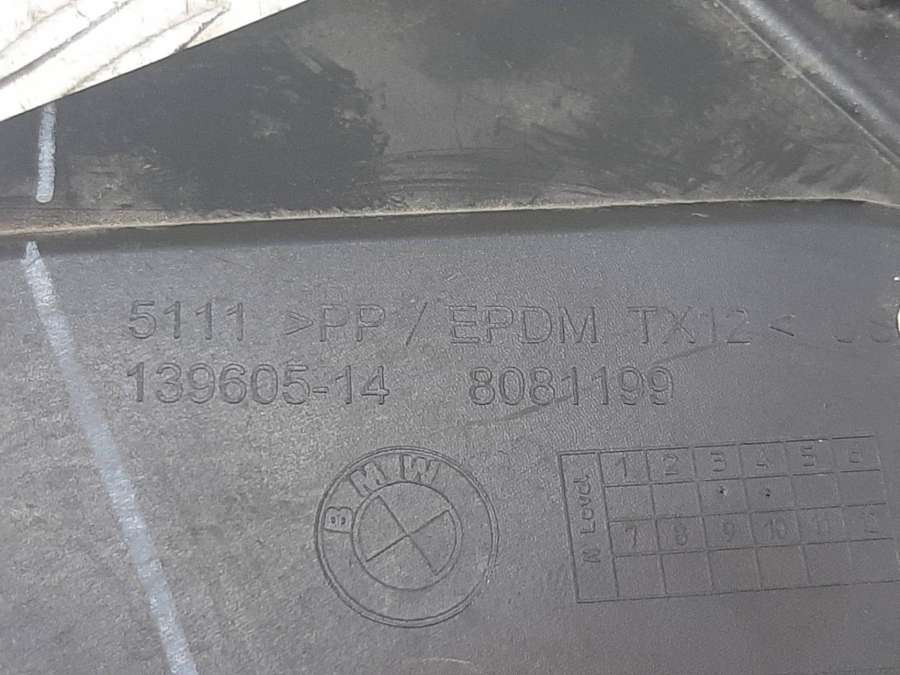 5111 >PP / EPDM TX12 <
139605-14 8081199
BMW
N Lovel
1 2 3 4 5 6
7 8 9 10 11 12